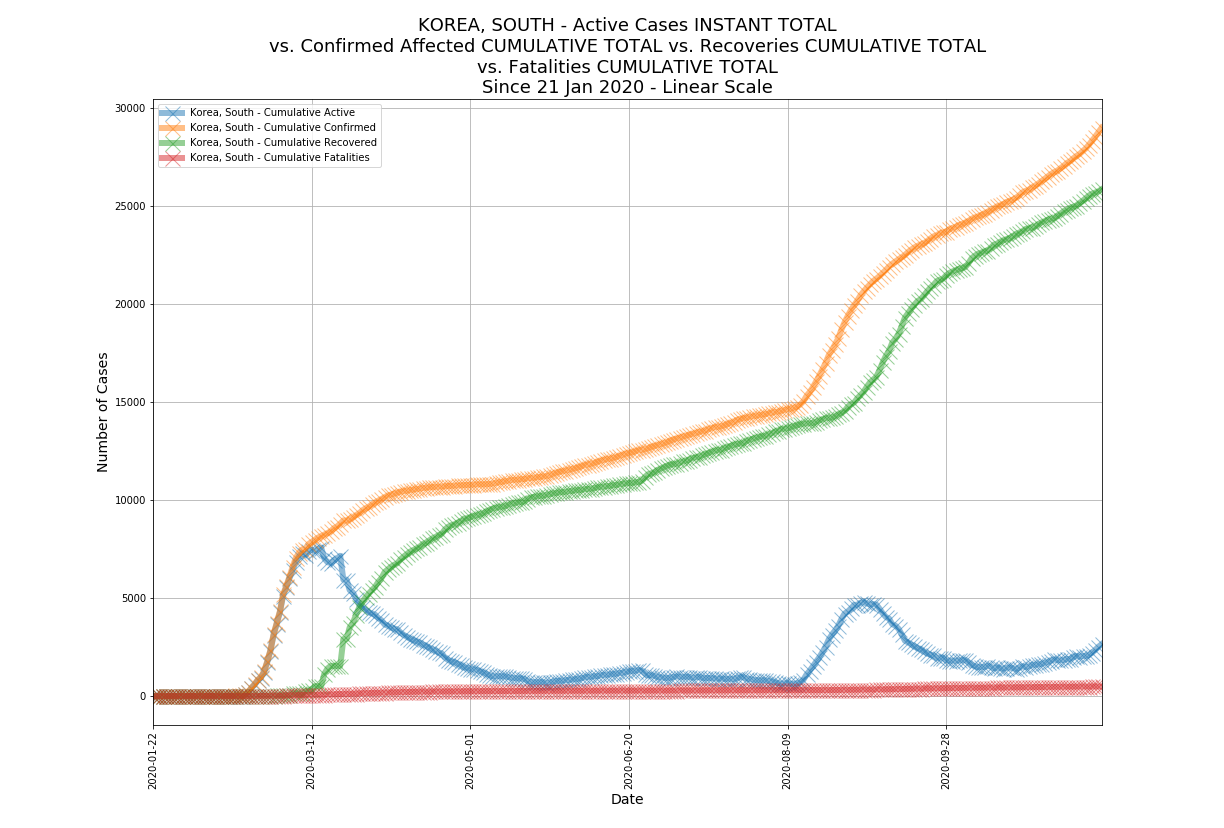 KOREA, SOUTH - Active Cases INSTANT TOTAL
vs. Confirmed Affected CUMULATIVE TOTAL vs. Recoveries CUMULATIVE TOTAL
vs. Fatalities CUMULATIVE TOTAL
Since 21 Jan 2020 - Linear Scale
Korea, South - Cumulative Active
Korea, South - Cumulative Confirmed
Korea, South - Cumulative Recovered
Korea, South - Cumulative Fatalities
Number of Cases
30000
25000
20000
15000
10000
5000
0
2020-01-22
2020-03-12
2020-05-01
2020-06-20
2020-08-09
2020-09-28
Date